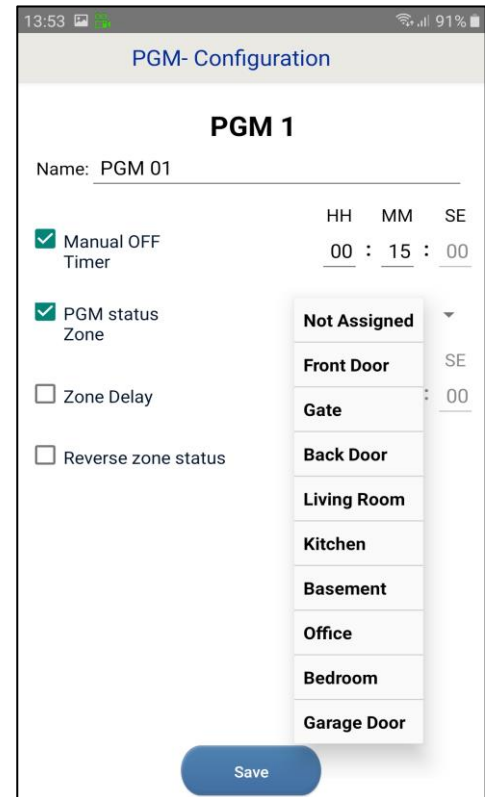 13:53 91%
PGM- Configuration
PGM 1
Name: PGM 01
HH MM SE
Manual OFF
Timer
00 : 15 : 00
PGM status
Zone
Not Assigned
Front Door
SE
Zone Delay
: 00
Gate
Reverse zone status
Back Door
Living Room
Kitchen
Basement
Office
Bedroom
Garage Door
Save